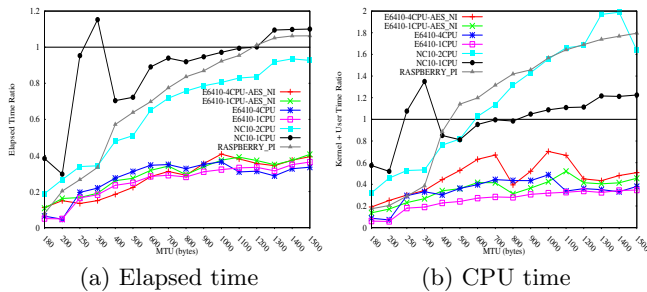 1.2
1
0.8
0.6
0.4
0.2
0
Elapsed Time Ratio
E6410-4CPU-AES_NI
E6410-1CPU-AES_NI
E6410-4CPU
E6410-1CPU
NC10-2CPU
NC10-1CPU
RASPBERRY_PI
180 200 200 300 400 500 600 700 800 900 1000 1100 1200 1300 1400 1500
MTU (bytes)
(a) Elapsed time
2
1.8
1.6
1.4
1.2
1
0.8
0.6
0.4
0.2
0
Kernel + User Time Ratio
E6410-4CPU-AES_NI
E6410-1CPU-AES_NI
E6410-4CPU
E6410-1CPU
NC10-2CPU
NC10-1CPU
RASPBERRY_PI
180 200 200 300 400 500 600 700 800 900 1000 1100 1200 1300 1400 1500
MTU (bytes)
(b) CPU time